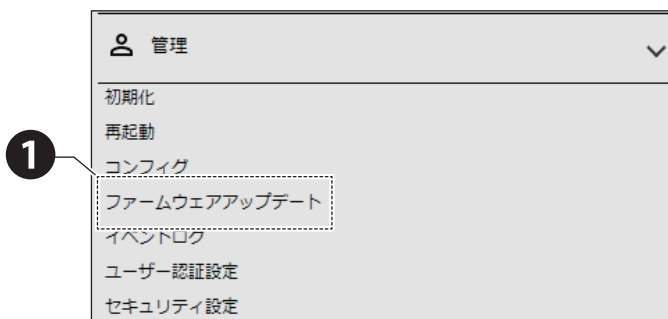 管理
初期化
再起動
1
コンフィグ
ファームウェアアップデート
イベントログ
ユーザー認証設定
セキュリティ設定